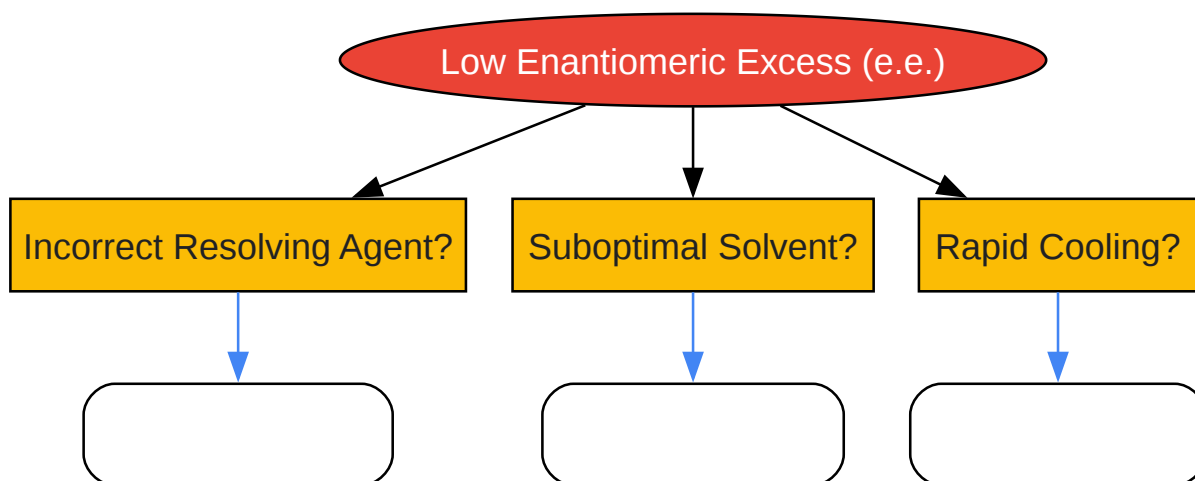 Low Enantiomeric Excess (e.e.)
Incorrect Resolving Agent?
Suboptimal Solvent?
Rapid Cooling?